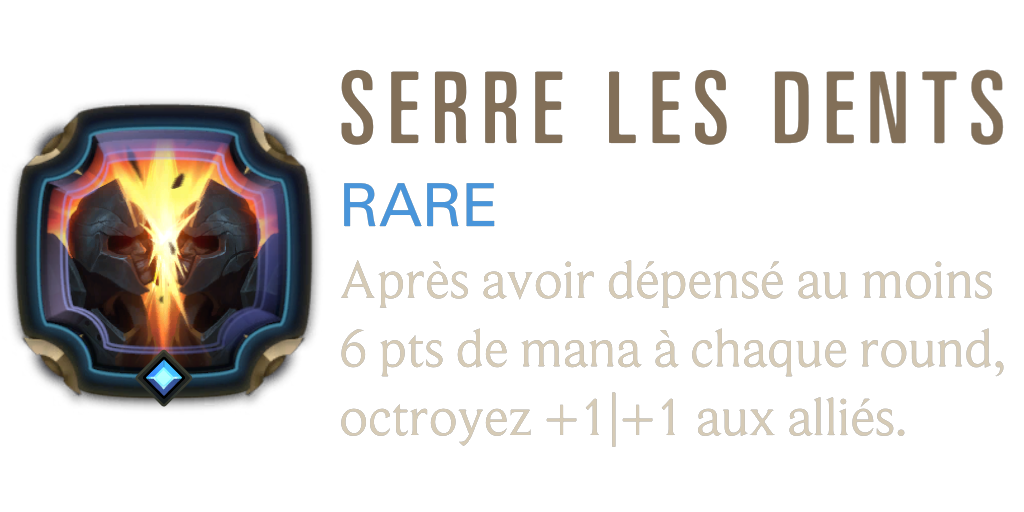 SERRE LES DENTS
RARE
Après avoir dépensé au moins
6 pts de mana à chaque round,
octroyez +1|+1 aux alliés.